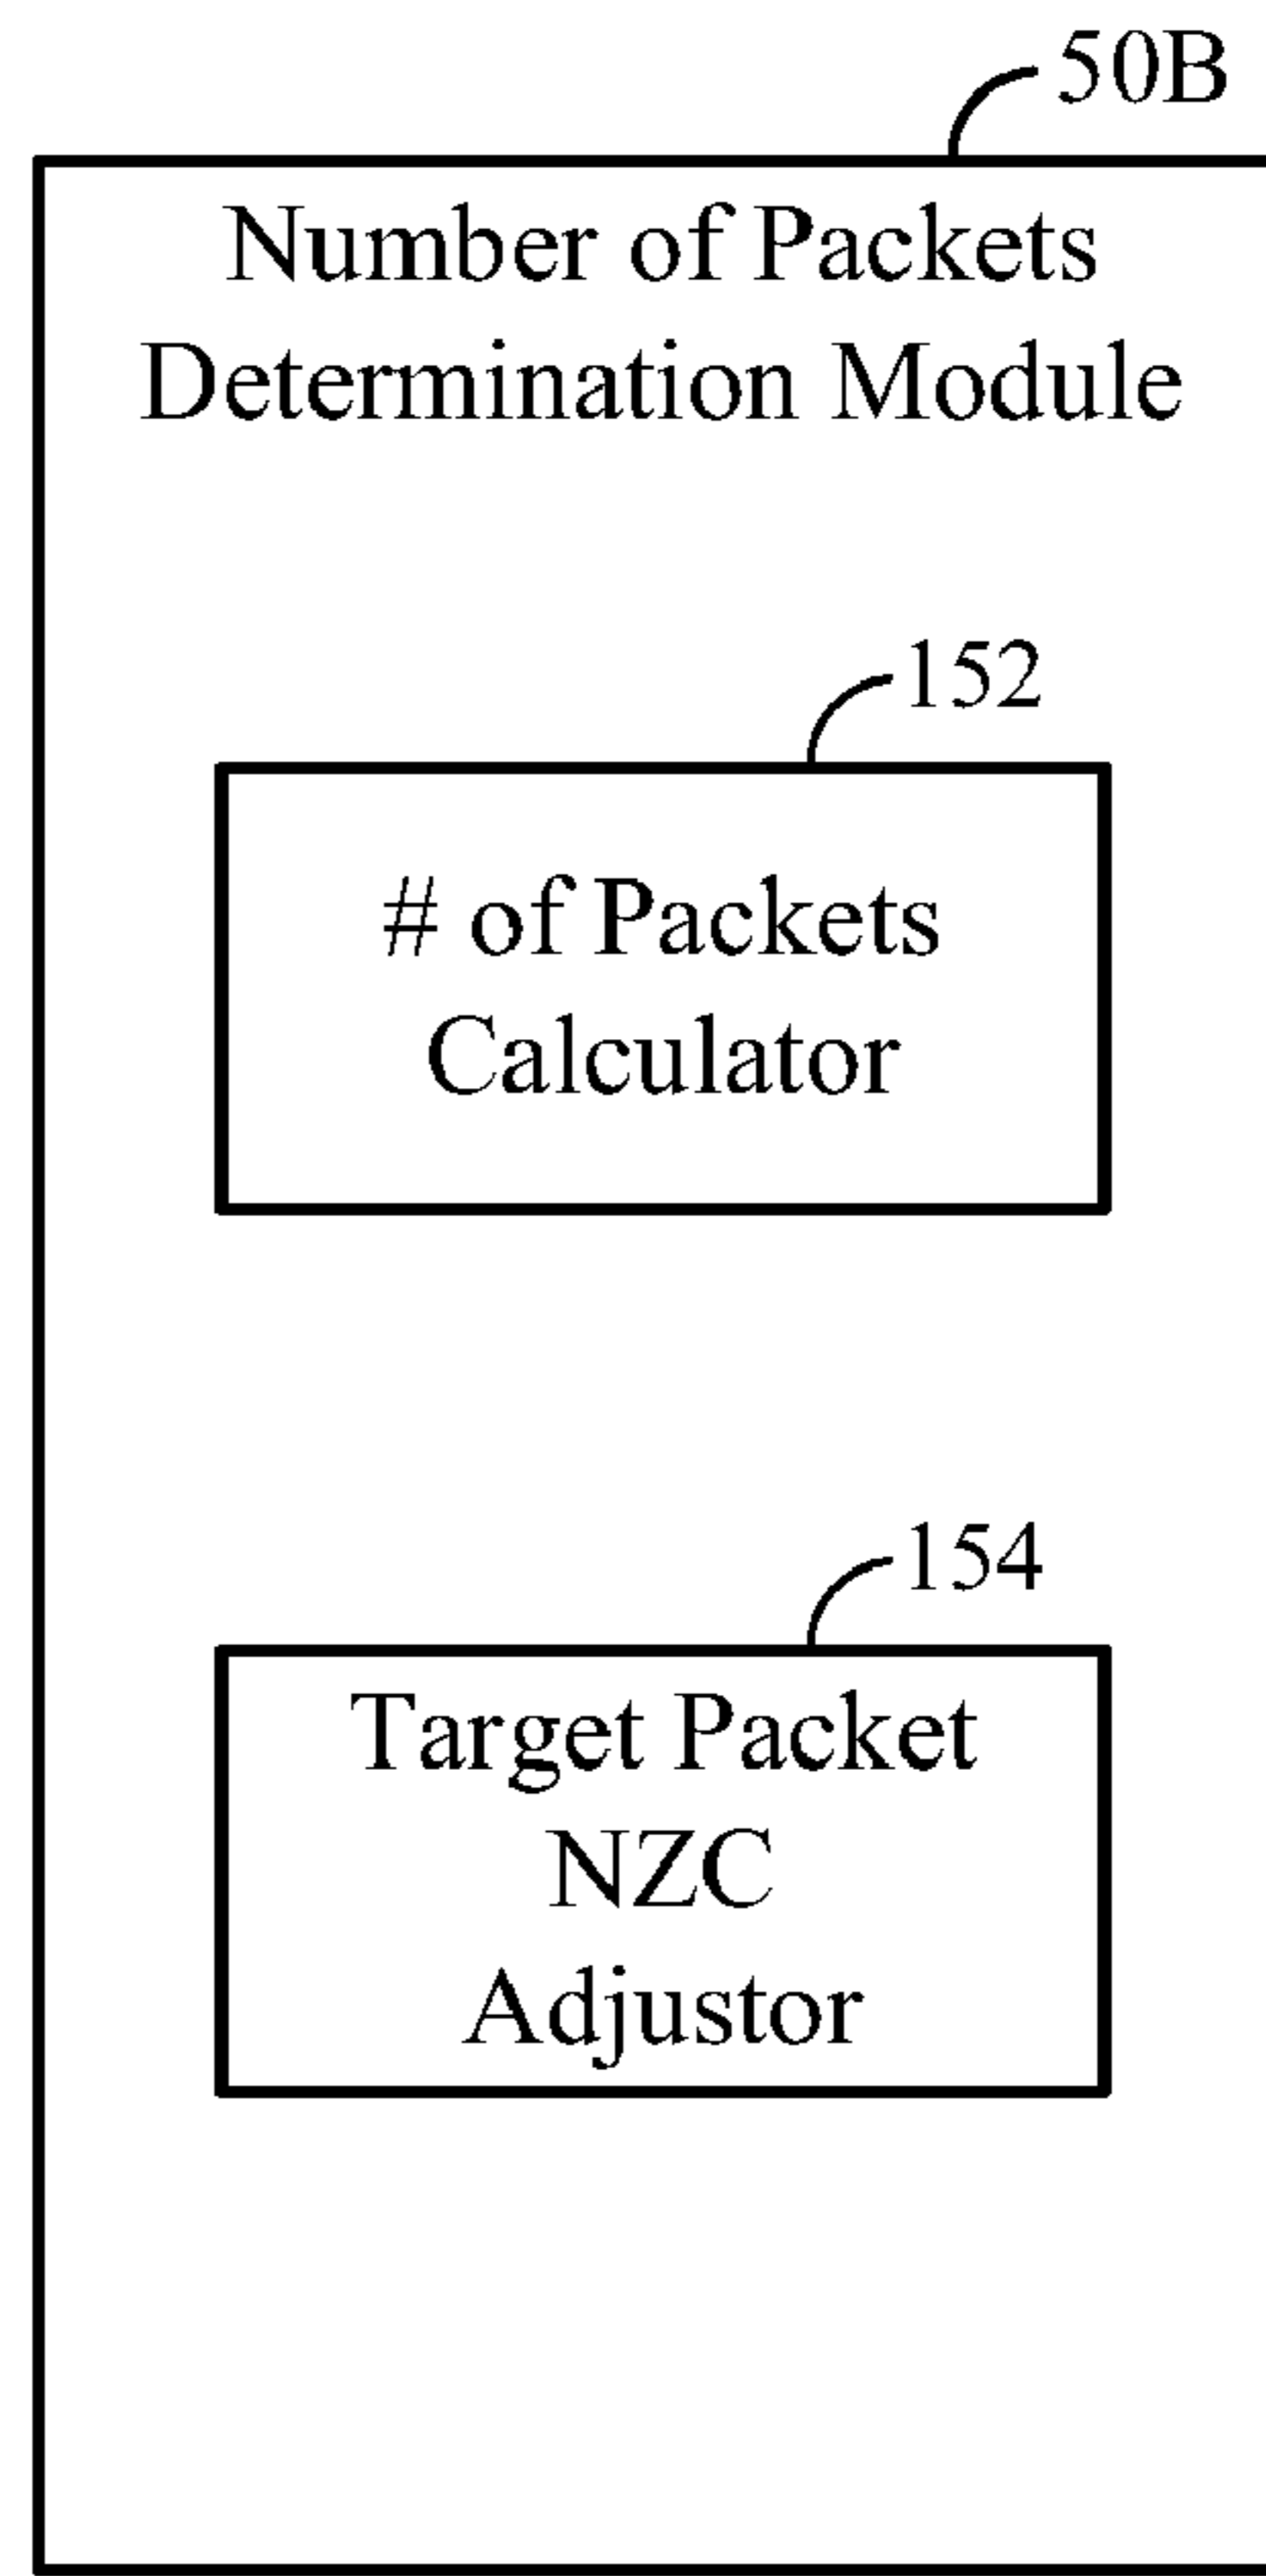 50B
Number of Packets
Determination Module
152
# of Packets
Calculator
154
Target Packet
NZC
Adjustor